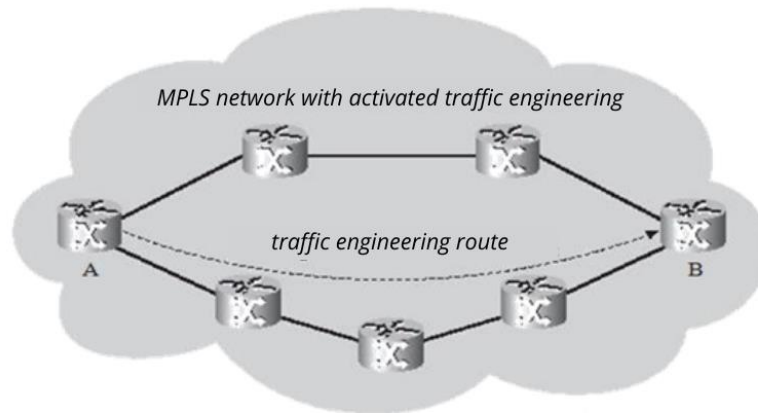 MPLS network with activated traffic engineering
traffic engineering route
A
B